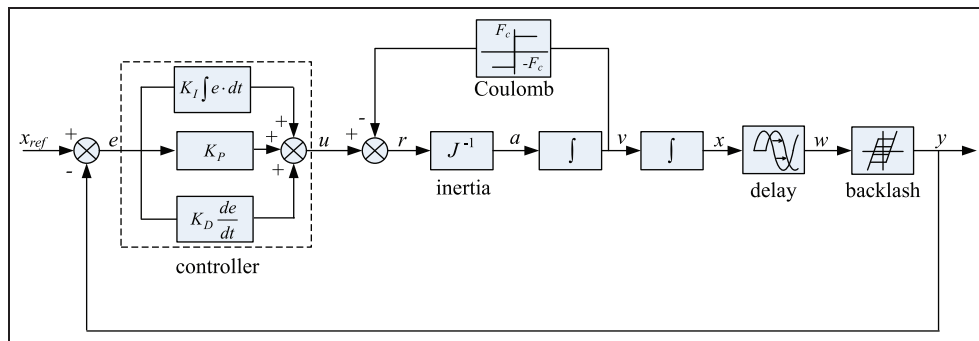 F_c
-F_c
Coulomb
-
K_I ∫ e · dt
x_ref
+
-
e
K_P
+
+
+
u
+
r
J^-1
inertia
a
∫
v
∫
x
w
y
K_D de/dt
delay
backlash
controller